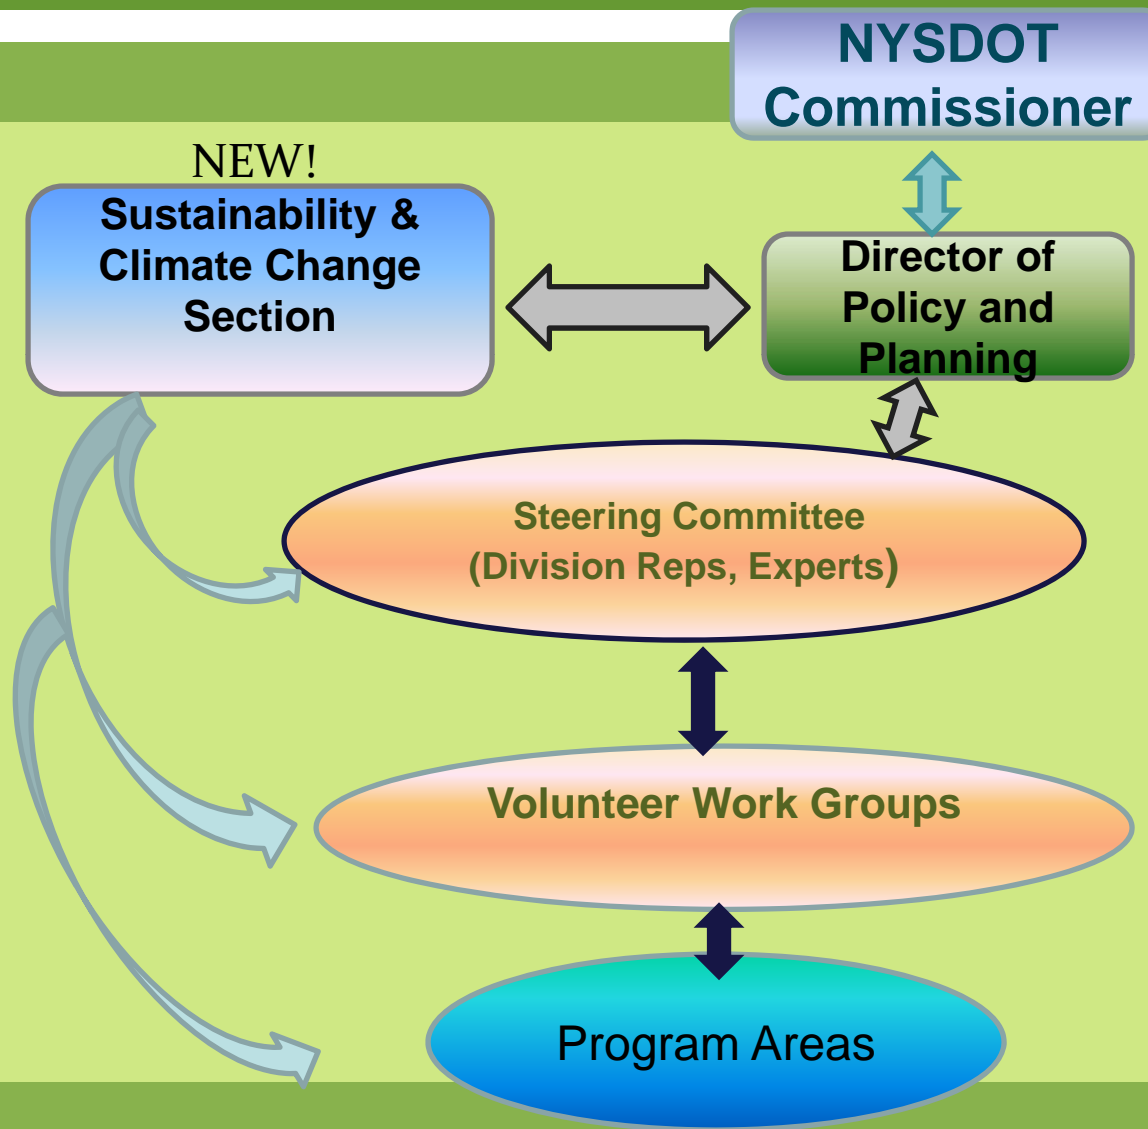 NYSDOT
Commissioner
NEW!
Sustainability &
Climate Change
Section
Director of
Policy and
Planning
Steering Committee
(Division Reps, Experts)
Volunteer Work Groups
Program Areas